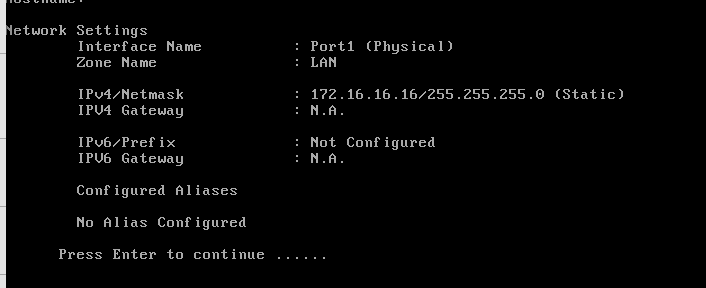 Network Settings
Interface Name : Port1 (Physical)
Zone Name : LAN
IPv4/Netmask : 172.16.16.16/255.255.255.0 (Static)
IPV4 Gateway : N.A.
IPv6/Prefix : Not Configured
IPV6 Gateway : N.A.
Configured Aliases
No Alias Configured
Press Enter to continue ......